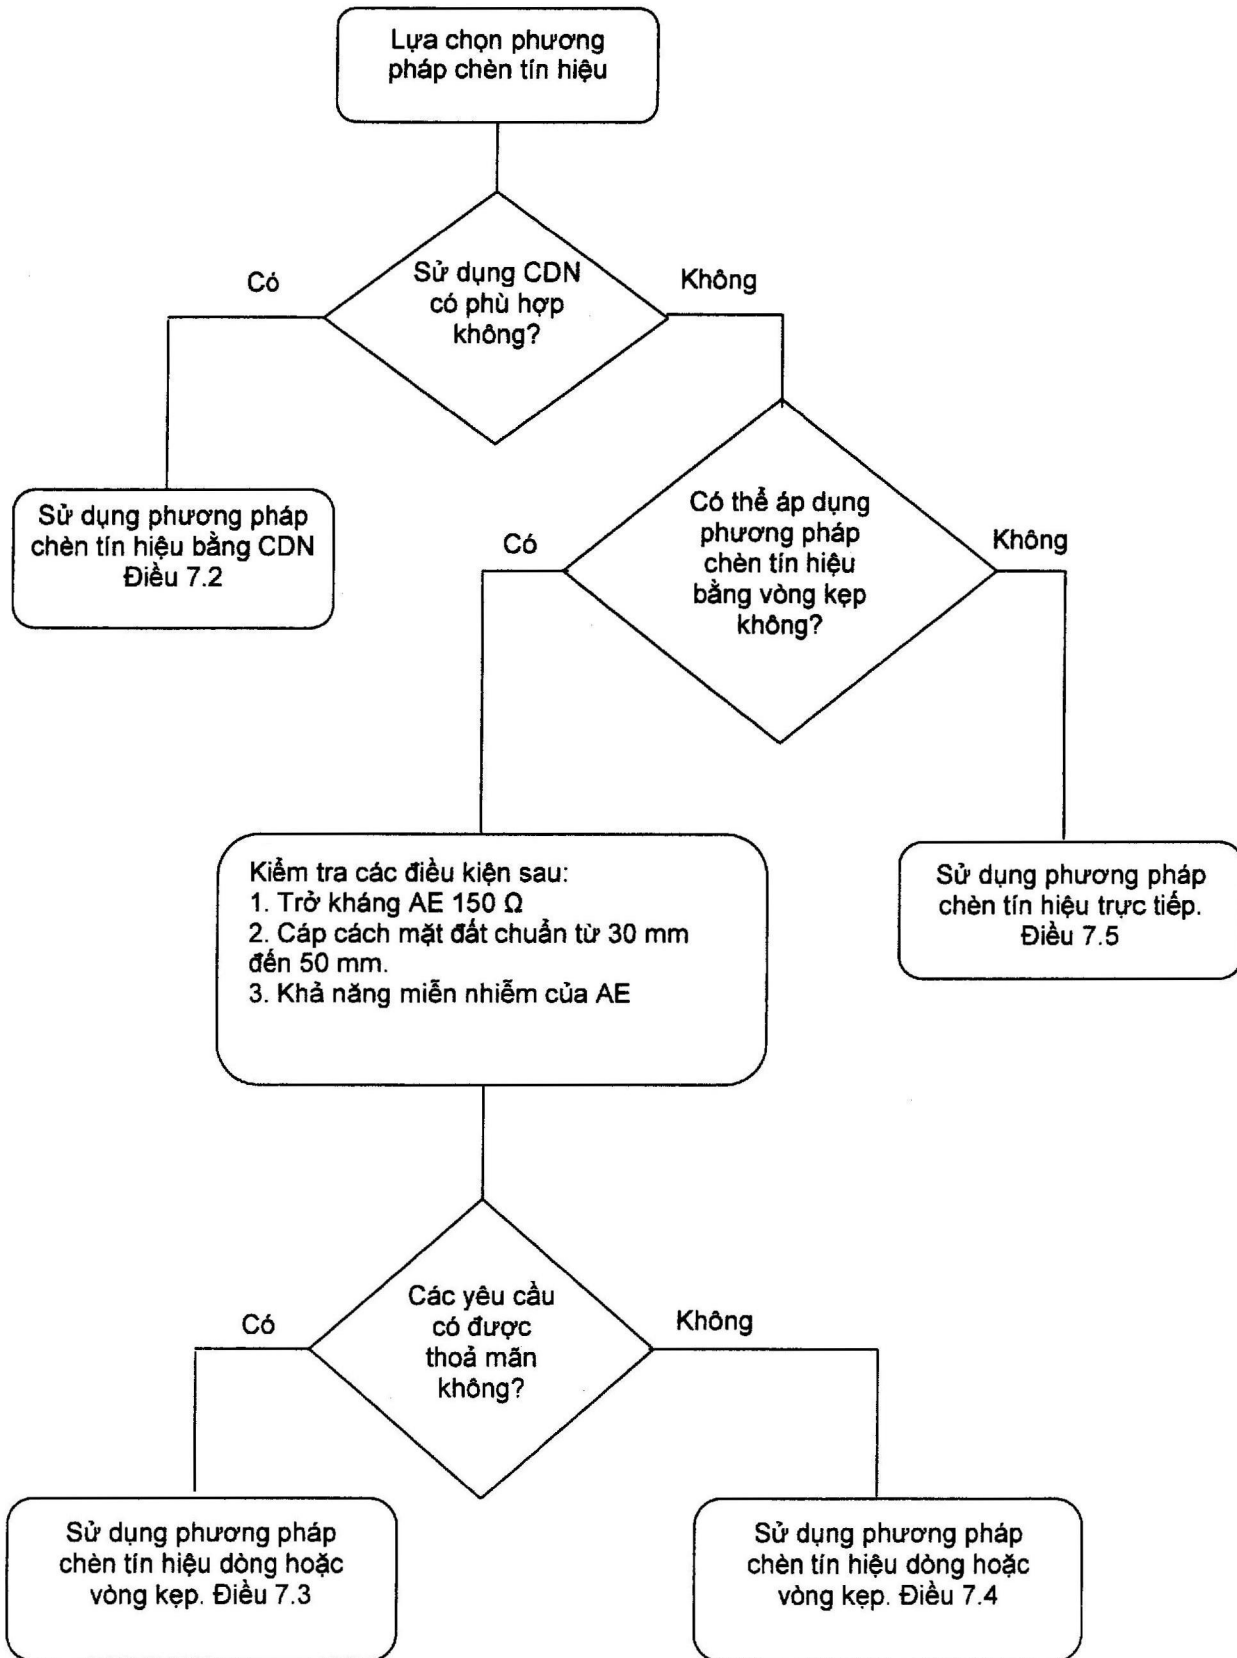 Lựa chọn phương
pháp chèn tín hiệu
Có
Sử dụng CDN
có phù hợp
không?
Không
Sử dụng phương pháp
chèn tín hiệu bằng CDN
Điều 7.2
Có
Có thể áp dụng
phương pháp
chèn tín hiệu
bằng vòng kẹp
không?
Không
Kiểm tra các điều kiện sau:
1. Trở kháng AE 150 Ω
2. Cáp cách mặt đất chuẩn từ 30 mm
đến 50 mm.
3. Khả năng miễn nhiễm của AE
Sử dụng phương pháp
chèn tín hiệu trực tiếp.
Điều 7.5
Có
Các yêu cầu
có được
thoả mãn
không?
Không
Sử dụng phương pháp
chèn tín hiệu dòng hoặc
vòng kẹp. Điều 7.3
Sử dụng phương pháp
chèn tín hiệu dòng hoặc
vòng kẹp. Điều 7.4